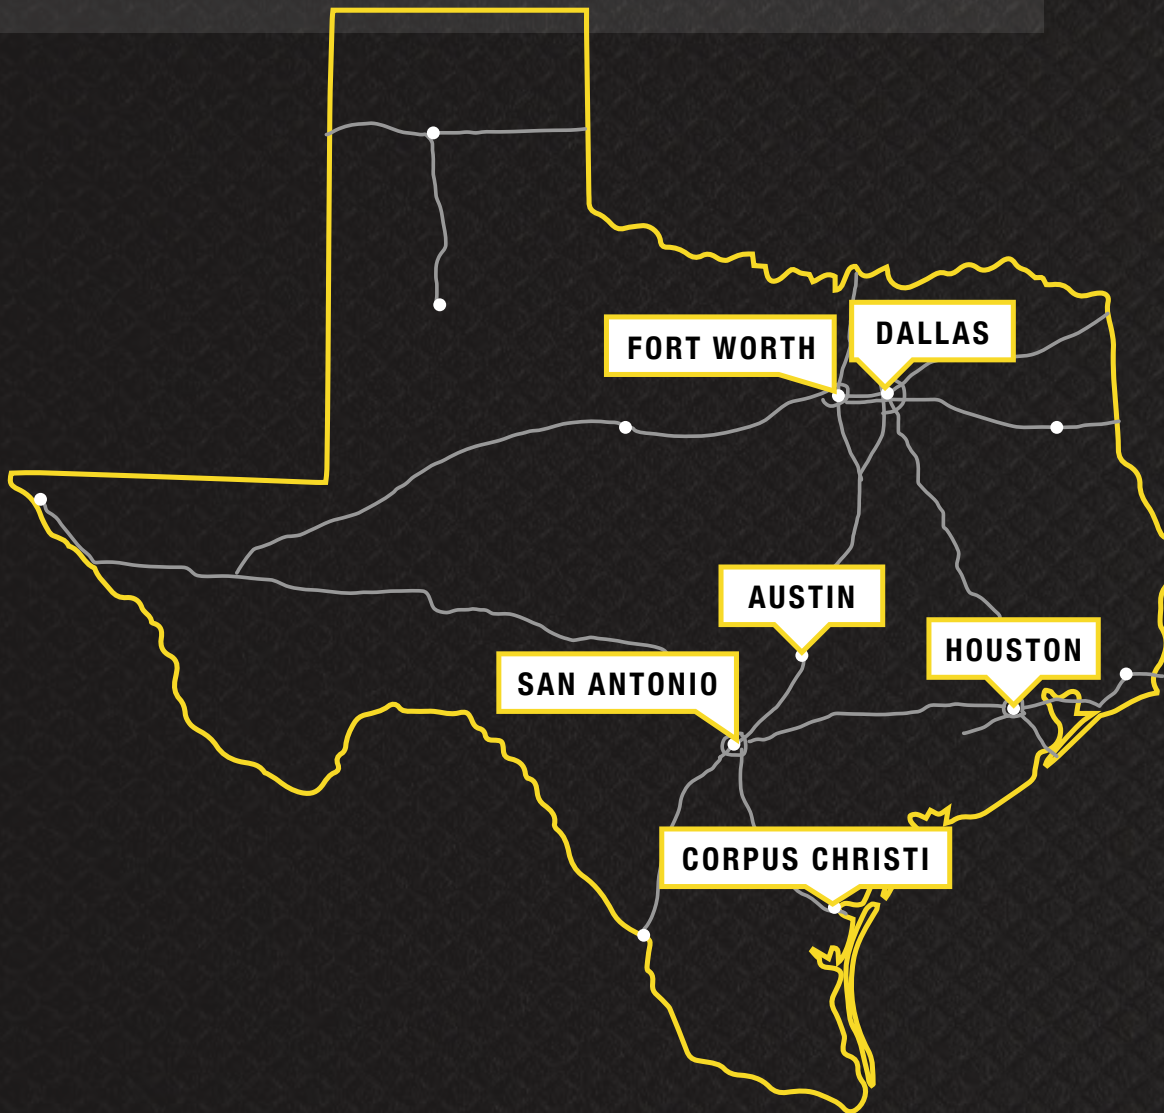 DALLAS
FORT WORTH
AUSTIN
HOUSTON
SAN ANTONIO
CORPUS CHRISTI